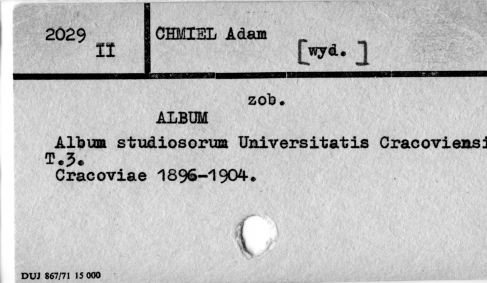 2029
II
CHMIEL Adam
[wyd.]
zob.
ALBUM
Album studiosorum Universitatis Cracoviensi
T.3.
Cracoviae 1896-1904.
DUJ 867/71 15 000